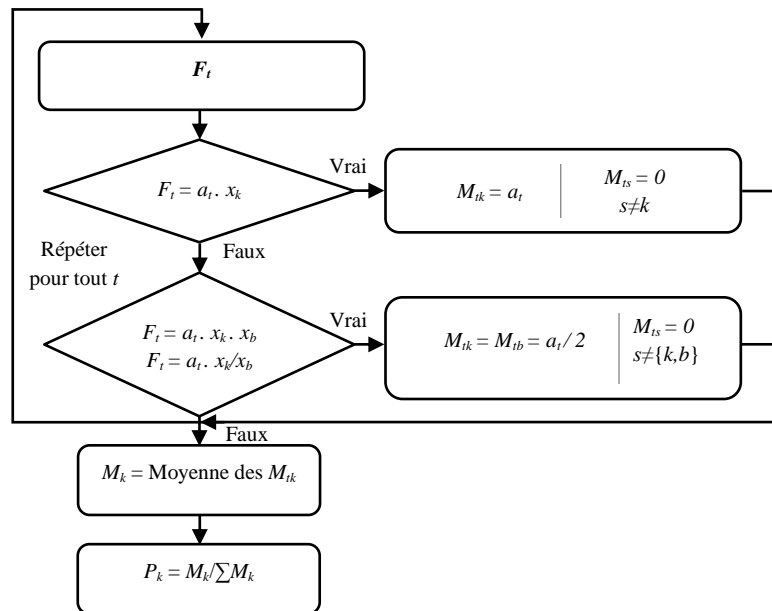 F_t
Vrai
F_t = a_t . x_k
M_tk = a_t
M_ts = 0
s≠k
Répéter
pour tout t
Faux
Vrai
F_t = a_t . x_k . x_b
F_t = a_t . x_k/x_b
M_tk = M_tb = a_t / 2
M_ts = 0
s≠{k,b}
Faux
M_k = Moyenne des M_tk
P_k = M_k/∑M_k